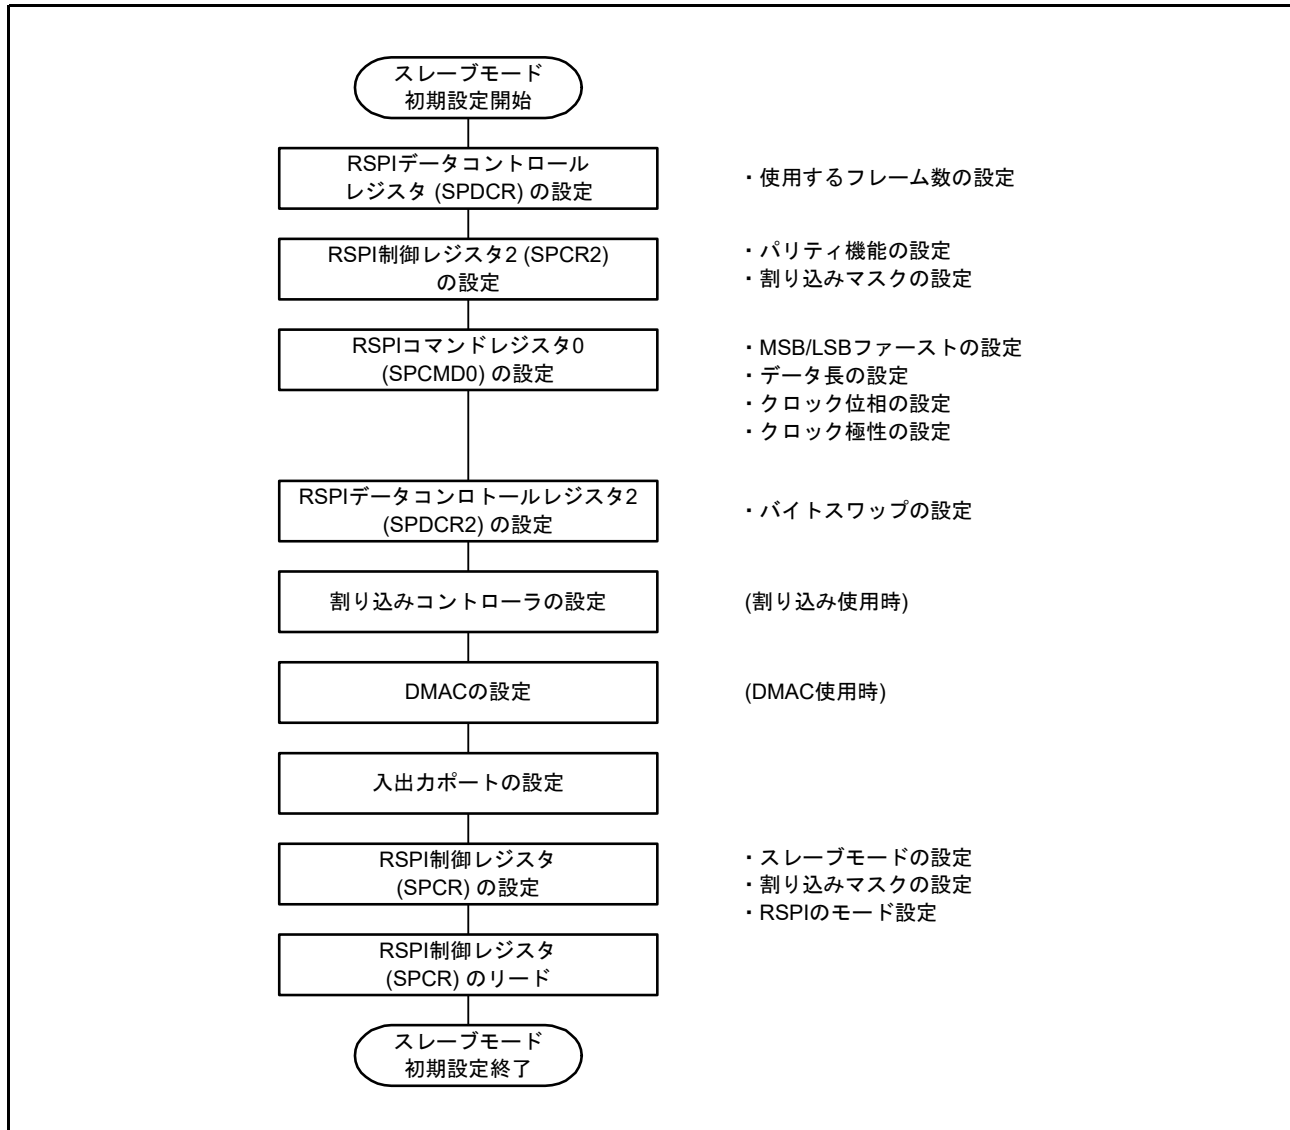 スレーブモード
初期設定開始
RSPIデータコントロール
レジスタ (SPDCR) の設定
・使用するフレーム数の設定
RSPI制御レジスタ2 (SPCR2)
の設定
・パリティ機能の設定
・割り込みマスクの設定
RSPIコマンドレジスタ0
(SPCMD0) の設定
・MSB/LSBファーストの設定
・データ長の設定
・クロック位相の設定
・クロック極性の設定
RSPIデータコンロトールレジスタ2
(SPDCR2) の設定
・バイトスワップの設定
割り込みコントローラの設定
(割り込み使用時)
DMACの設定
(DMAC使用時)
入出力ポートの設定
RSPI制御レジスタ
(SPCR) の設定
・スレーブモードの設定
・割り込みマスクの設定
・RSPIのモード設定
RSPI制御レジスタ
(SPCR) のリード
スレーブモード
初期設定終了